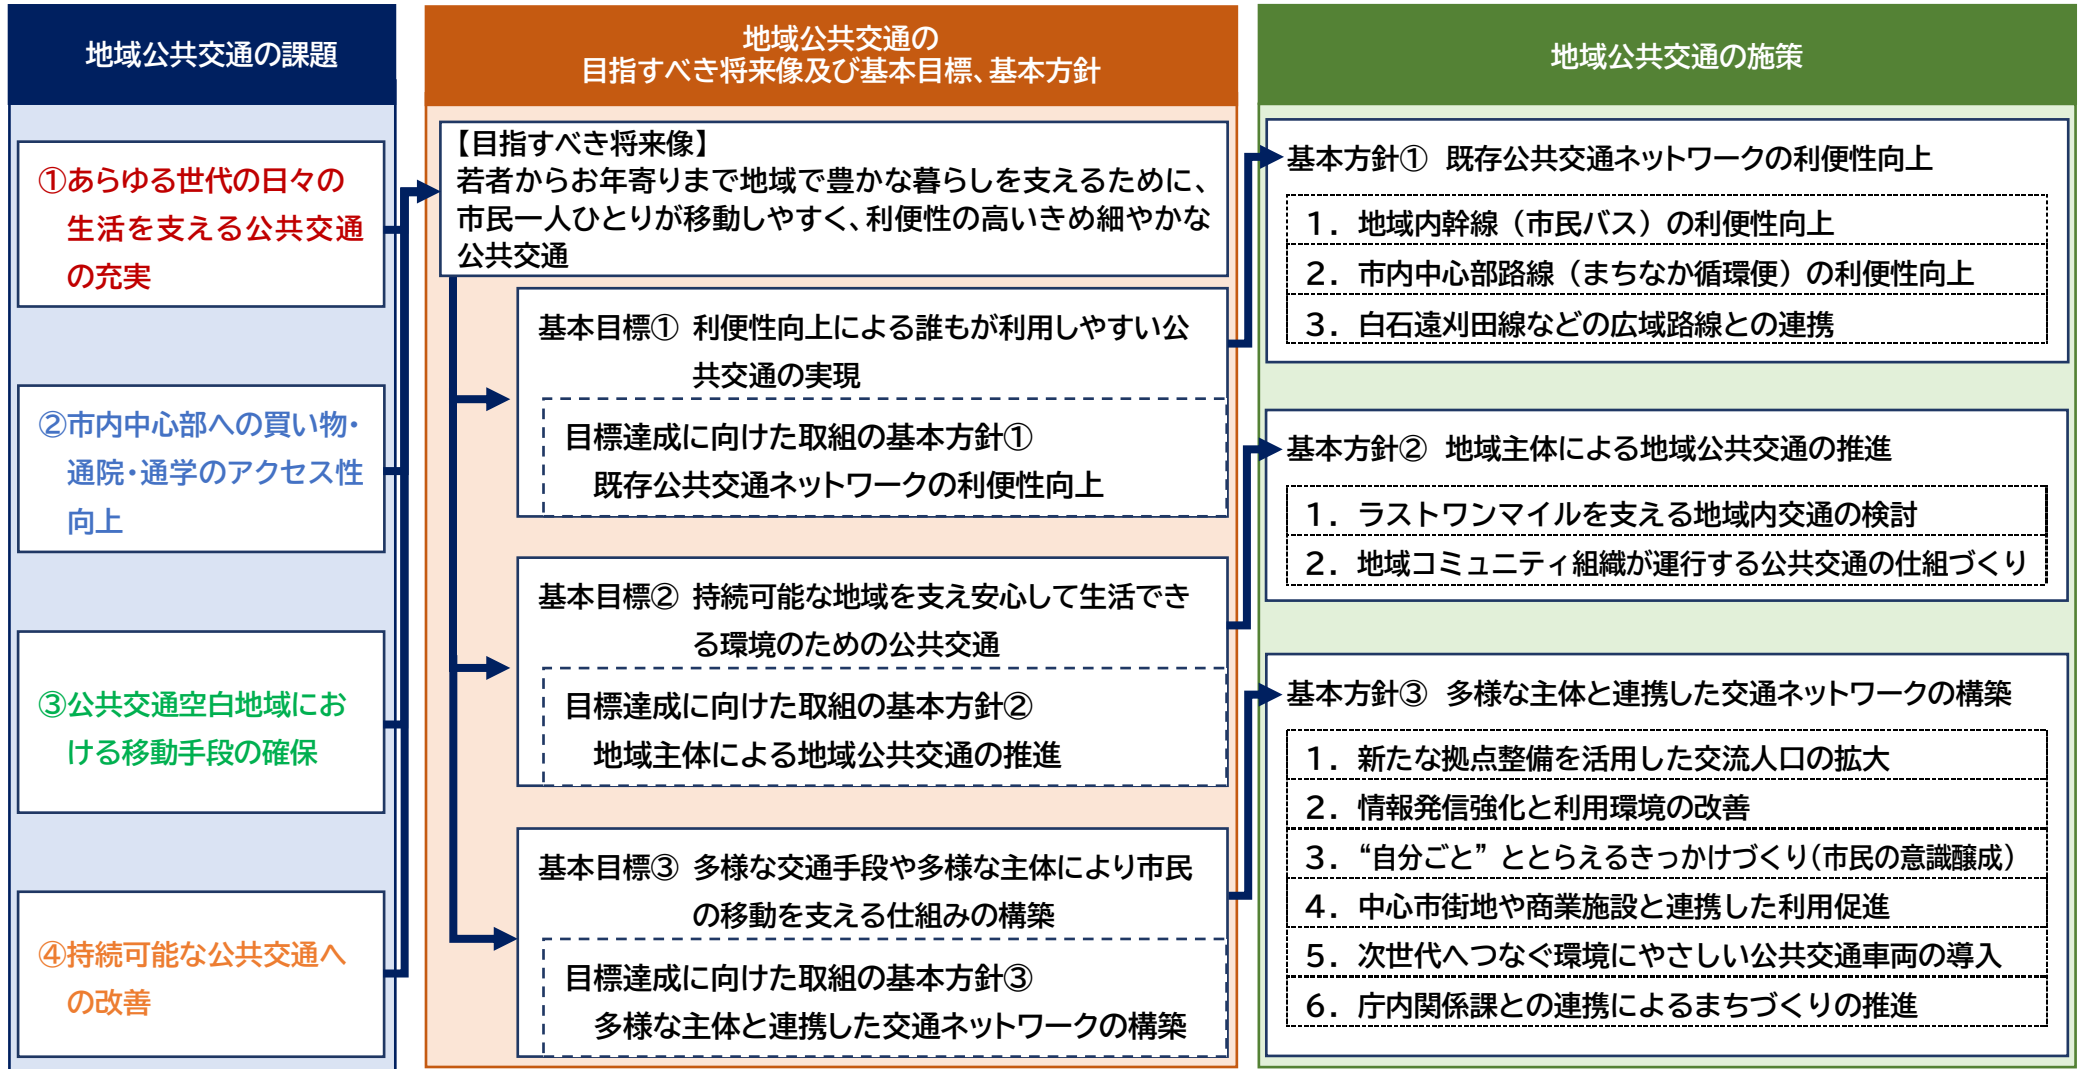 地域公共交通の課題
①あらゆる世代の日々の
生活を支える公共交通
の充実
②市内中心部への買い物・
通院・通学のアクセス性
向上
③公共交通空白地域にお
ける移動手段の確保
④持続可能な公共交通へ
の改善
地域公共交通の
目指すべき将来像及び基本目標、基本方針
【目指すべき将来像】
若者からお年寄りまで地域で豊かな暮らしを支えるために、
市民一人ひとりが移動しやすく、利便性の高いきめ細やかな
公共交通
基本目標① 利便性向上による誰もが利用しやすい公
共交通の実現
目標達成に向けた取組の基本方針①
既存公共交通ネットワークの利便性向上
基本目標② 持続可能な地域を支え安心して生活でき
る環境のための公共交通
目標達成に向けた取組の基本方針②
地域主体による地域公共交通の推進
基本目標③ 多様な交通手段や多様な主体により市民
の移動を支える仕組みの構築
目標達成に向けた取組の基本方針③
多様な主体と連携した交通ネットワークの構築
地域公共交通の施策
基本方針① 既存公共交通ネットワークの利便性向上
１．地域内幹線（市民バス）の利便性向上
２．市内中心部路線（まちなか循環便）の利便性向上
３．白石遠刈田線などの広域路線との連携
基本方針② 地域主体による地域公共交通の推進
１．ラストワンマイルを支える地域内交通の検討
２．地域コミュニティ組織が運行する公共交通の仕組づくり
基本方針③ 多様な主体と連携した交通ネットワークの構築
１．新たな拠点整備を活用した交流人口の拡大
２．情報発信強化と利用環境の改善
３．“自分ごと”ととらえるきっかけづくり（市民の意識醸成）
４．中心市街地や商業施設と連携した利用促進
５．次世代へつなぐ環境にやさしい公共交通車両の導入
６．庁内関係課との連携によるまちづくりの推進